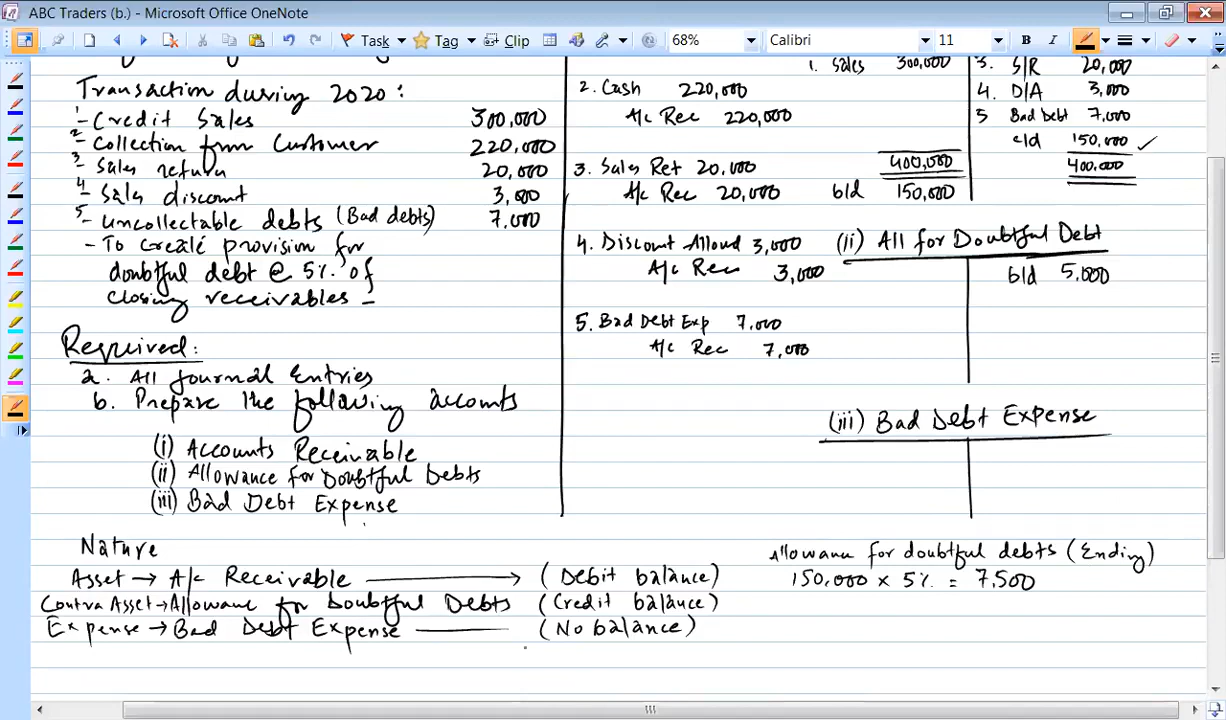 ABC Traders (b.) - Microsoft Office OneNote
Task Tag Clip 68% Calibri 11 B
Transaction during 2020:
1- Credit Sales 300,000
2- Collection from Customer 220,000
3- Sales return 20,000
4- Sales discount 3,000
5- Uncollectable debts (Bad debts) 7,000
- To create provision for
doubtful debt @ 5% of
closing receivables -
Required:
a. All Journal Entries
b. Prepare the following accounts
(i) Accounts Receivable
(ii) Allowance for Doubtful Debts
(iii) Bad Debt Expense
Nature
Asset → A/c Receivable → (Debit balance)
Contra Asset → Allowance for Doubtful Debts (Credit balance)
Expense → Bad Debt Expense (No balance)
2. Cash 220,000
A/c Rec 220,000
3. Sales Ret 20,000
A/c Rec 20,000
4. Discount Allowd 3,000
A/c Rec 3,000
5. Bad Debt Exp 7,000
A/c Rec 7,000
1. Sales 300,000
400,000
b/d 150,000
3. S/R 20,000
4. D/A 3,000
5 Bad Debt 7,000
c/d 150,000 ✓
400,000
(ii) All for Doubtful Debt
b/d 5,000
(iii) Bad Debt Expense
Allowance for doubtful debts (Ending)
150,000 × 5% = 7,500